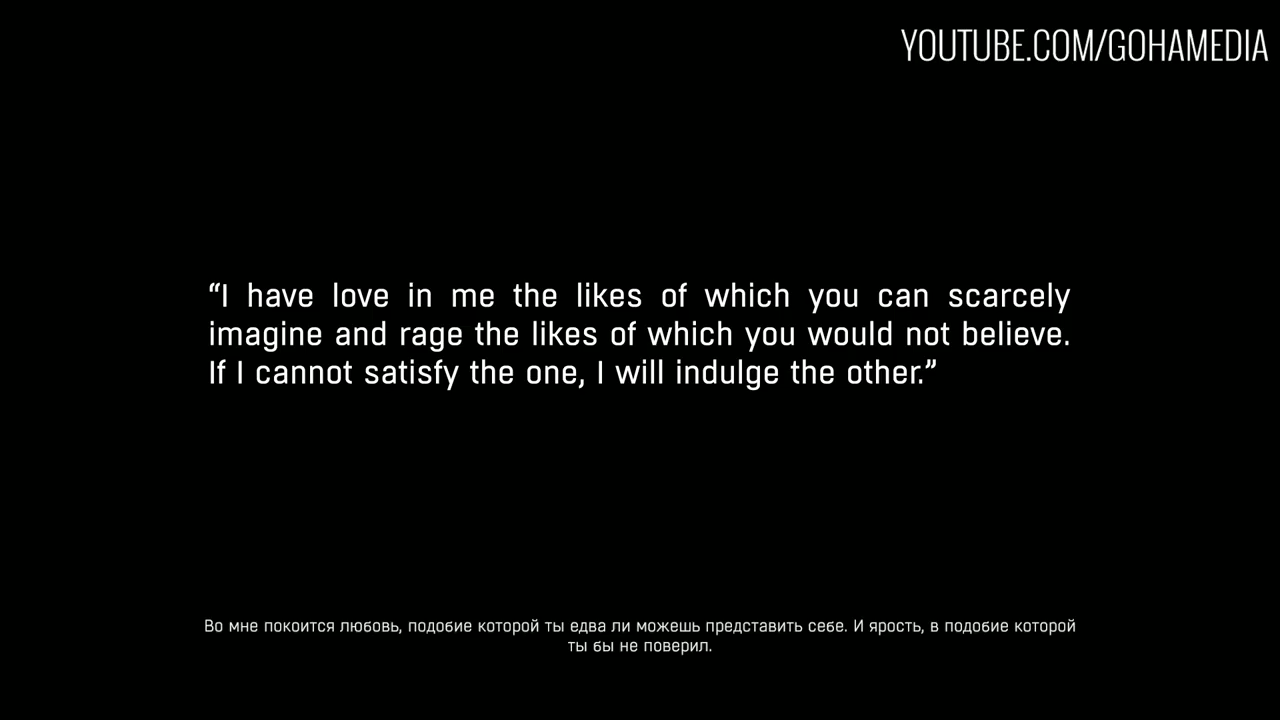 YOUTUBE.COM/GOHAMEDIA
“I have love in me the likes of which you can scarcely
imagine and rage the likes of which you would not believe.
If I cannot satisfy the one, I will indulge the other.”
Во мне покоится любовь, подобие которой ты едва ли можешь представить себе. И ярость, в подобие которой
ты бы не поверил.